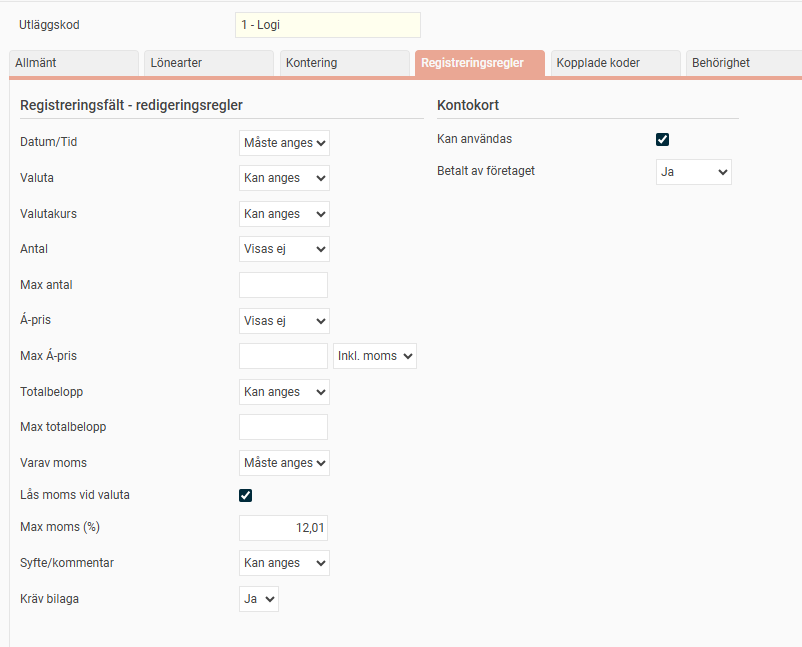 Utläggskod 1 - Logi
Allmänt Lönearter Kontering Registreringsregler Kopplade koder Behörighet
Registreringsfält - redigeringsregler
Datum/Tid Måste anges
Valuta Kan anges
Valutakurs Kan anges
Antal Visas ej
Max antal
Á-pris Visas ej
Max Á-pris Inkl. moms
Totalbelopp Kan anges
Max totalbelopp
Varav moms Måste anges
Lås moms vid valuta
Max moms (%) 12,01
Syfte/kommentar Kan anges
Kräv bilaga Ja
Kontokort
Kan användas
Betalt av företaget Ja